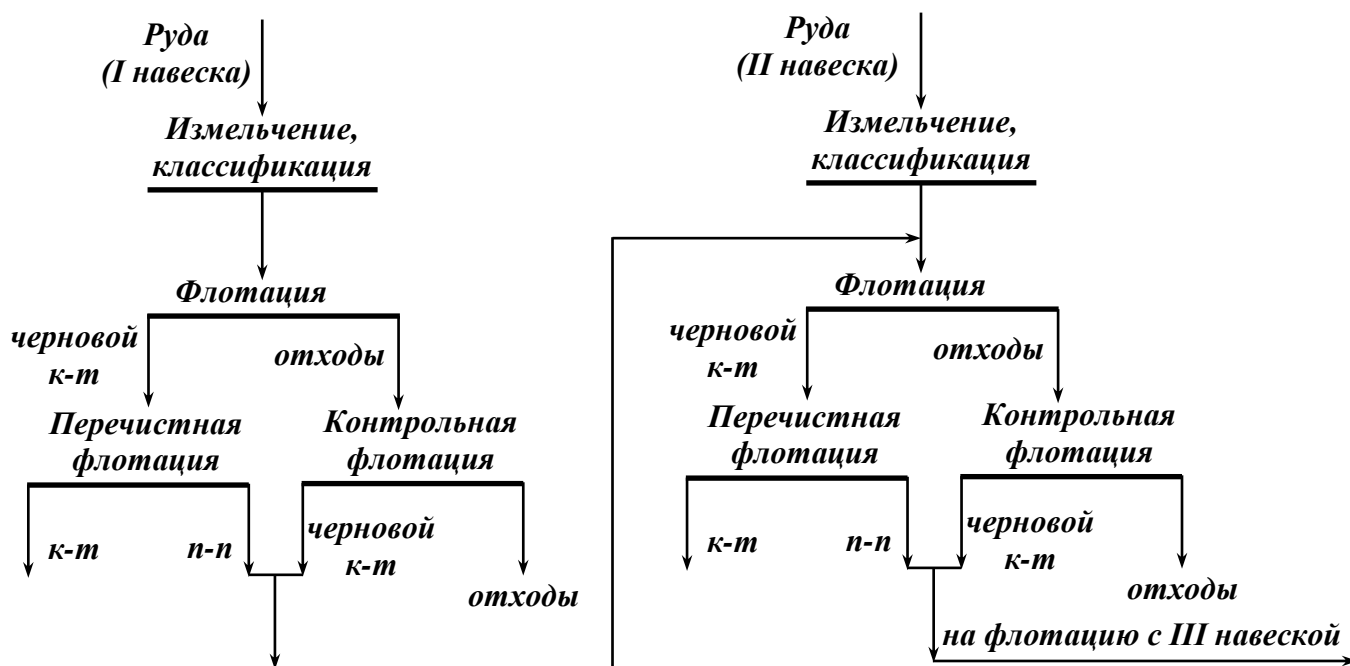 Руда
(I навеска)
Измельчение,
классификация
Флотация
черновой
к-т
отходы
Перечистная
флотация
Контрольная
флотация
к-т
п-п
черновой
к-т
отходы
Руда
(II навеска)
Измельчение,
классификация
Флотация
черновой
к-т
отходы
Перечистная
флотация
Контрольная
флотация
к-т
п-п
черновой
к-т
отходы
на флотацию с III навеской